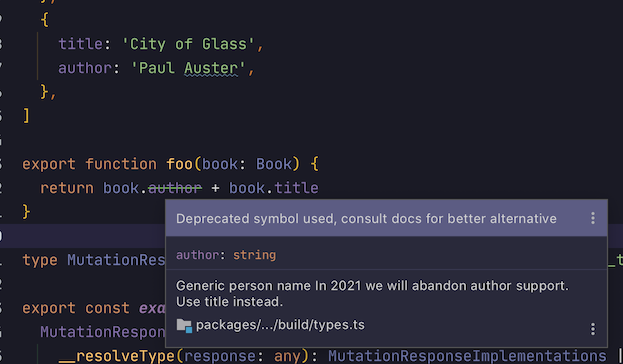 },
{
title: 'City of Glass',
author: 'Paul Auster',
},
]
export function foo(book: Book) {
return book.author + book.title
}
Deprecated symbol used, consult docs for better alternative
type MutationRes
author: string
Generic person name In 2021 we will abandon author support.
Use title instead.
export const exa
packages/.../build/types.ts
MutationRespon
__resolveType(response: any): MutationResponseImplementations |